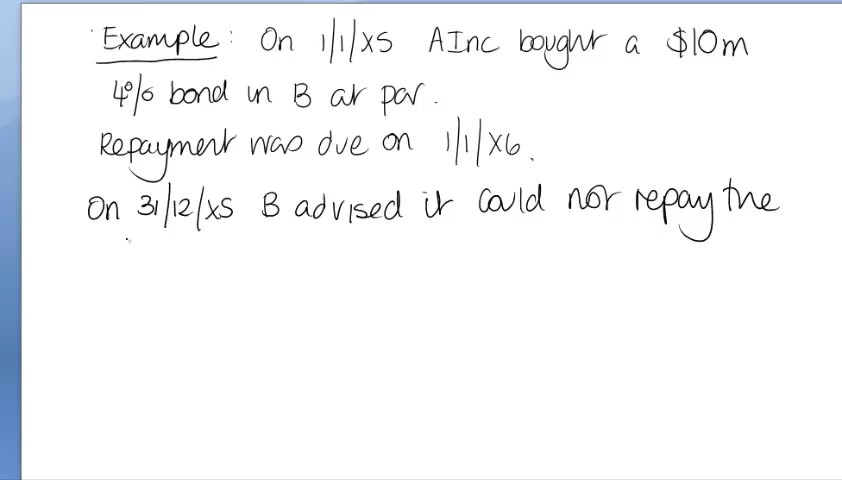 Example: On 1/1/X5 A Inc bought a $10m
4% bond in B at par.
Repayment was due on 1/1/X6.
On 31/12/X5 B advised it could not repay the